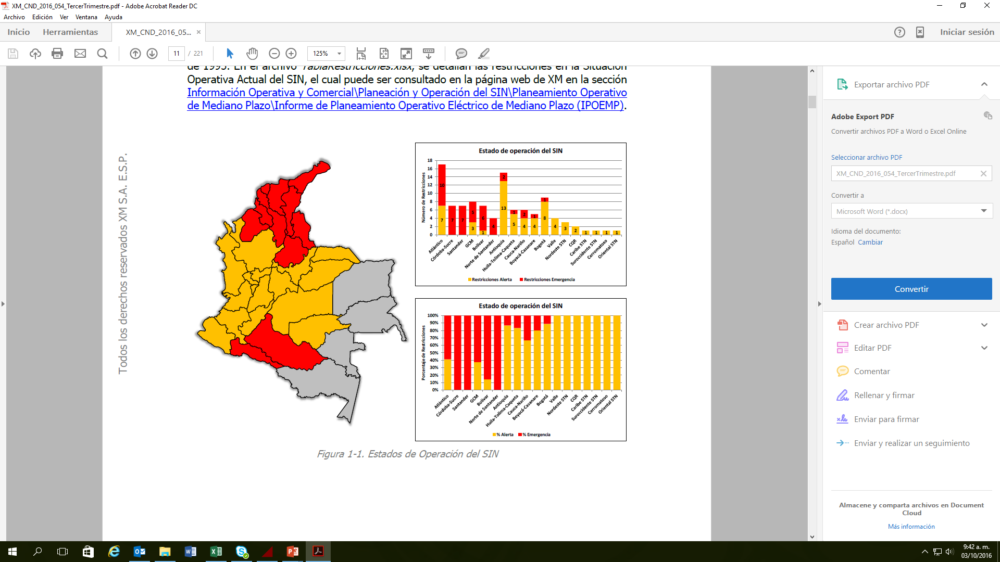 XM_CND_2016_054_TercerTrimestre.pdf - Adobe Acrobat Reader DC
Archivo Edición Ver Ventana Ayuda
Inicio Herramientas XM_CND_2016_05... × Iniciar sesión
11 / 221 125%
de 1995. En el archivo TablaRestricciones.xlsx, se detallan las restricciones en la Situación
Operativa Actual del SIN, el cual puede ser consultado en la página web de XM en la sección
Información Operativa y Comercial\Planeación y Operación del SIN\Planeamiento Operativo
de Mediano Plazo\Informe de Planeamiento Operativo Eléctrico de Mediano Plazo (IPOEMP).
Todos los derechos reservados XM S.A. E.S.P.
Estado de operación del SIN
Número de Restricciones
18
16
14
12
10
8
6
4
2
0
10 7 7 7 5 3 6 1 4 2 13 1 5 2 4 1 4 1 8 4 3 2 1 1 1 1
Atlántico
Córdoba-Sucre
Santander
GCM
Bolívar
Norte de Santander
Antioquia
Huila-Tolima-Caqueta
Cauca-Nariño
Boyacá-Casanare
Bogotá
Valle
Nordeste STN
CQR
Caribe STN
Suroccidente STN
Cerromatoso
Oriental STN
Restricciones Alerta Restricciones Emergencia
Estado de operación del SIN
Porcentaje de Restricciones
100%
90%
80%
70%
60%
50%
40%
30%
20%
10%
0%
Atlántico
Córdoba-Sucre
Santander
GCM
Bolívar
Norte de Santander
Antioquia
Huila-Tolima-Caqueta
Cauca-Nariño
Boyacá-Casanare
Bogotá
Valle
Nordeste STN
CQR
Caribe STN
Suroccidente STN
Cerromatoso
Oriental STN
% Alerta % Emergencia
Figura 1-1. Estados de Operación del SIN
Exportar archivo PDF
Adobe Export PDF
Convertir archivos PDF a Word o Excel Online
Seleccionar archivo PDF
XM_CND_2016_054_TercerTrimestre.pdf
Convertir a
Microsoft Word (*.docx)
Idioma del documento:
Español Cambiar
Convertir
Crear archivo PDF
Editar PDF
Comentar
Rellenar y firmar
Enviar para firmar
Enviar y realizar un seguimiento
Almacene y comparta archivos en Document
Cloud
Más información
9:42 a. m.
03/10/2016